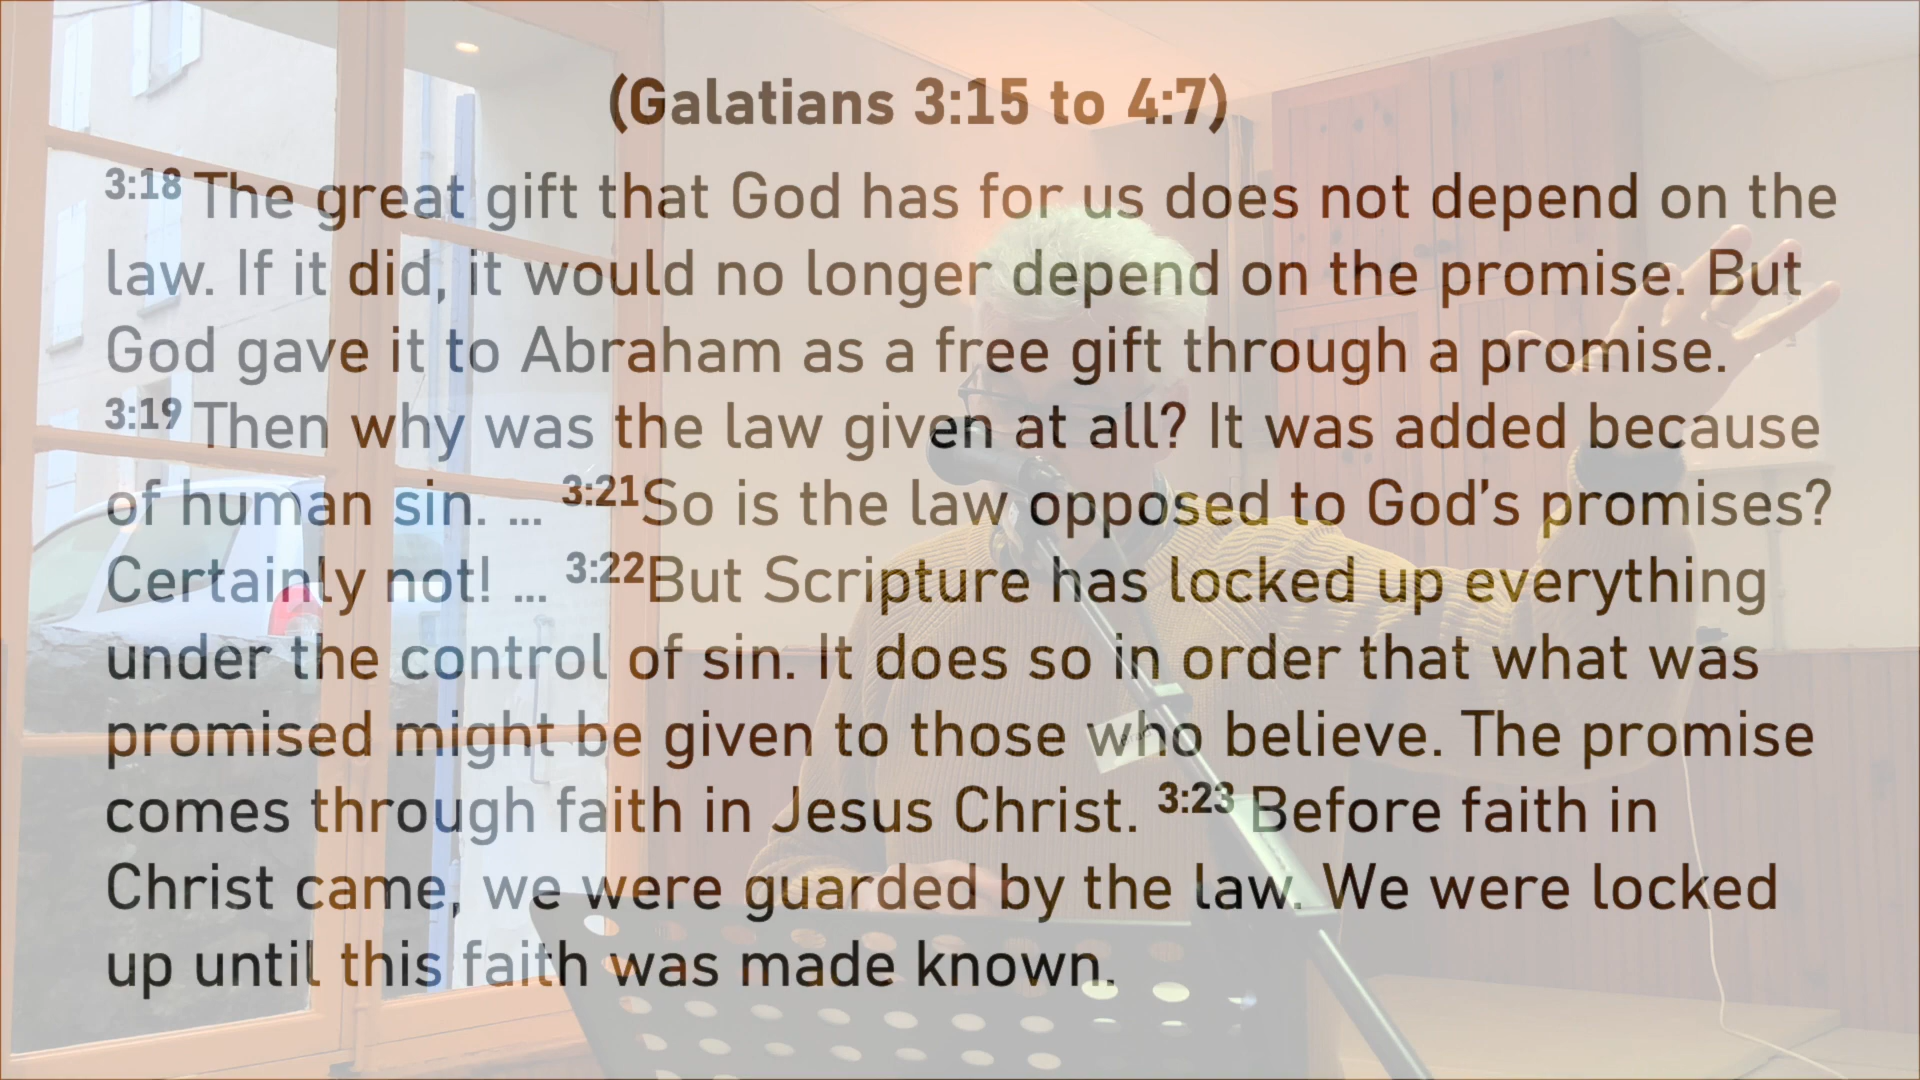 (Galatians 3:15 to 4:7)
3:18 The great gift that God has for us does not depend on the
law. If it did, it would no longer depend on the promise. But
God gave it to Abraham as a free gift through a promise.
3:19 Then why was the law given at all? It was added because
of human sin. ... 3:21So is the law opposed to God’s promises?
Certainly not! ... 3:22But Scripture has locked up everything
under the control of sin. It does so in order that what was
promised might be given to those who believe. The promise
comes through faith in Jesus Christ. 3:23 Before faith in
Christ came, we were guarded by the law. We were locked
up until this faith was made known.